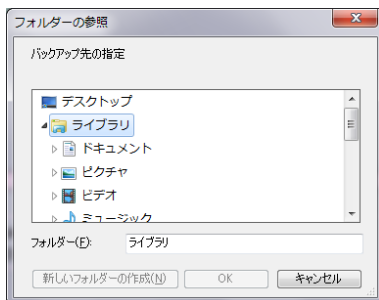 フォルダーの参照
バックアップ先の指定
デスクトップ
ライブラリ
ドキュメント
ピクチャ
ビデオ
ミュージック
フォルダー(F): ライブラリ
新しいフォルダーの作成(N) OK キャンセル